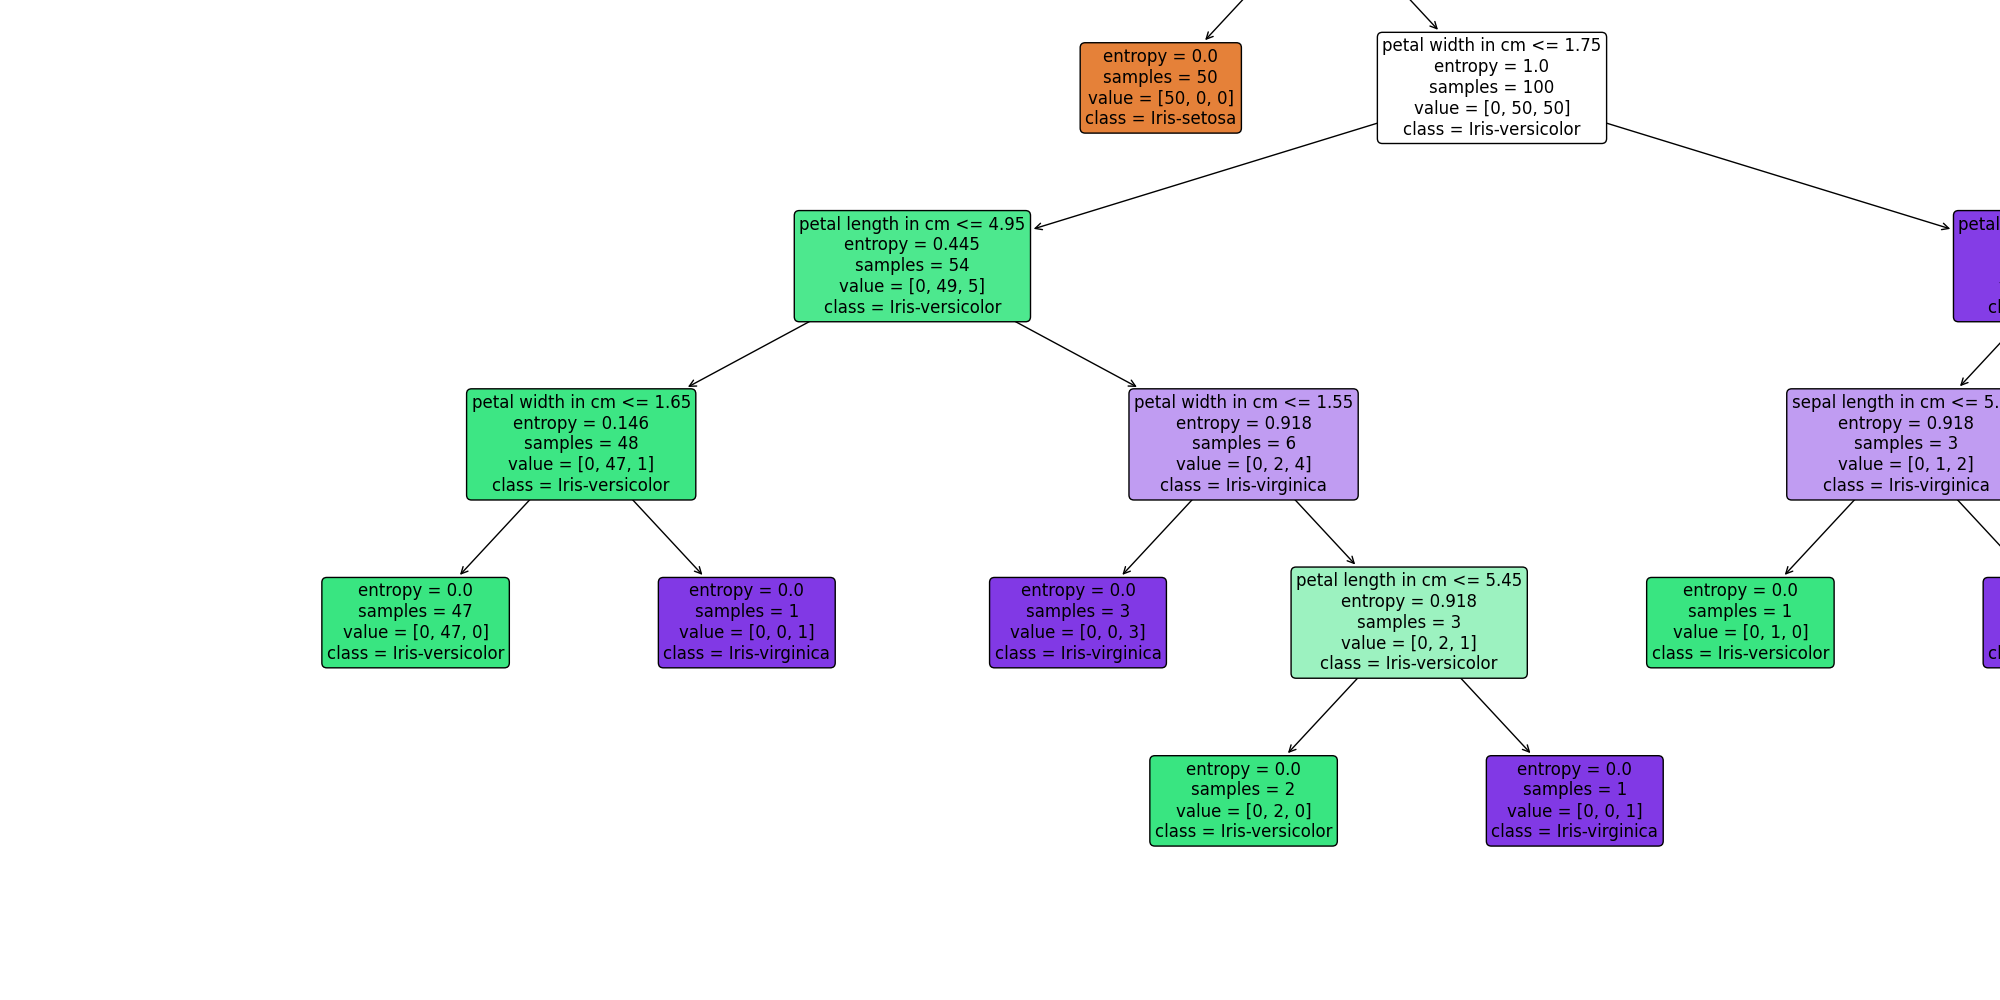 entropy = 0.0
samples = 50
value = [50, 0, 0]
class = Iris-setosa
petal width in cm <= 1.75
entropy = 1.0
samples = 100
value = [0, 50, 50]
class = Iris-versicolor
petal length in cm <= 4.95
entropy = 0.445
samples = 54
value = [0, 49, 5]
class = Iris-versicolor
petal
petal width in cm <= 1.65
entropy = 0.146
samples = 48
value = [0, 47, 1]
class = Iris-versicolor
petal width in cm <= 1.55
entropy = 0.918
samples = 6
value = [0, 2, 4]
class = Iris-virginica
sepal length in cm <= 5.
entropy = 0.918
samples = 3
value = [0, 1, 2]
class = Iris-virginica
entropy = 0.0
samples = 47
value = [0, 47, 0]
class = Iris-versicolor
entropy = 0.0
samples = 1
value = [0, 0, 1]
class = Iris-virginica
entropy = 0.0
samples = 3
value = [0, 0, 3]
class = Iris-virginica
petal length in cm <= 5.45
entropy = 0.918
samples = 3
value = [0, 2, 1]
class = Iris-versicolor
entropy = 0.0
samples = 1
value = [0, 1, 0]
class = Iris-versicolor
entropy = 0.0
samples = 2
value = [0, 2, 0]
class = Iris-versicolor
entropy = 0.0
samples = 1
value = [0, 0, 1]
class = Iris-virginica